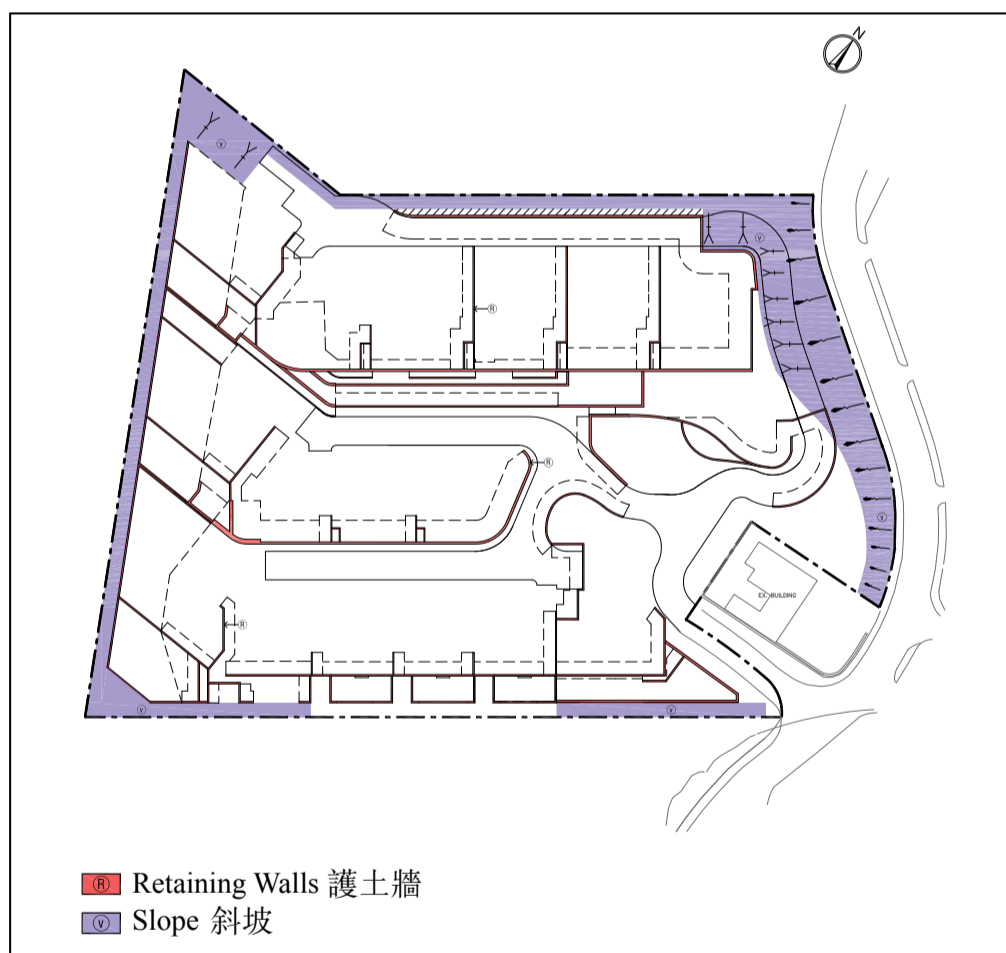 N
Ⓥ
Ⓥ
Ⓡ
Ⓡ
Ⓥ
EX. BUILDING
Ⓡ
Ⓥ
Ⓥ
Ⓡ Retaining Walls 護土牆
Ⓥ Slope 斜坡